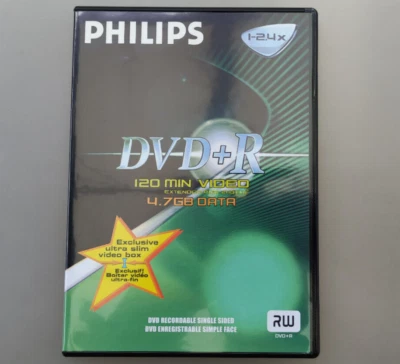 PHILIPS
1-2.4x
DVD+R
120 MIN VIDEO
4.7GB DATA
Exclusive
ultra slim
video box
Exclusif!
Boîtier vidéo
ultra-fin
DVD RECORDABLE SINGLE SIDED
DVD ENREGISTRABLE SIMPLE FACE
RW
DVD+R